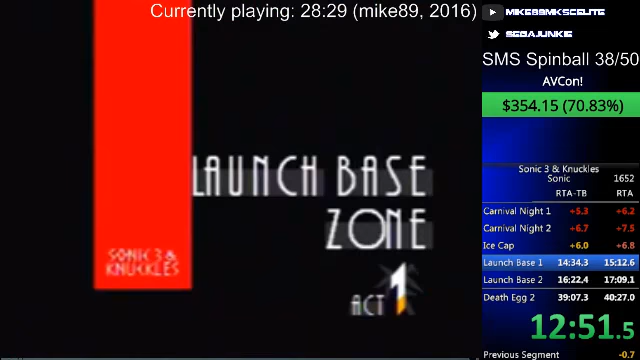 Currently playing: 28:29 (mike89, 2016)
MIKE89MKSCELITE
SEGAJUNKIE
SMS Spinball 38/50
AVCon!
$354.15 (70.83%)
LAUNCH BASE
ZONE
ACT 1
SONIC 3 &
KNUCKLES
Sonic 3 & Knuckles
Sonic 1652
RTA-TB RTA
Carnival Night 1 +5.3 +6.2
Carnival Night 2 +6.7 +7.5
Ice Cap +6.0 +6.8
Launch Base 1 14:34.3 15:12.6
Launch Base 2 16:22.4 17:09.1
Death Egg 2 39:07.3 40:27.0
12:51.5
Previous Segment -0.7